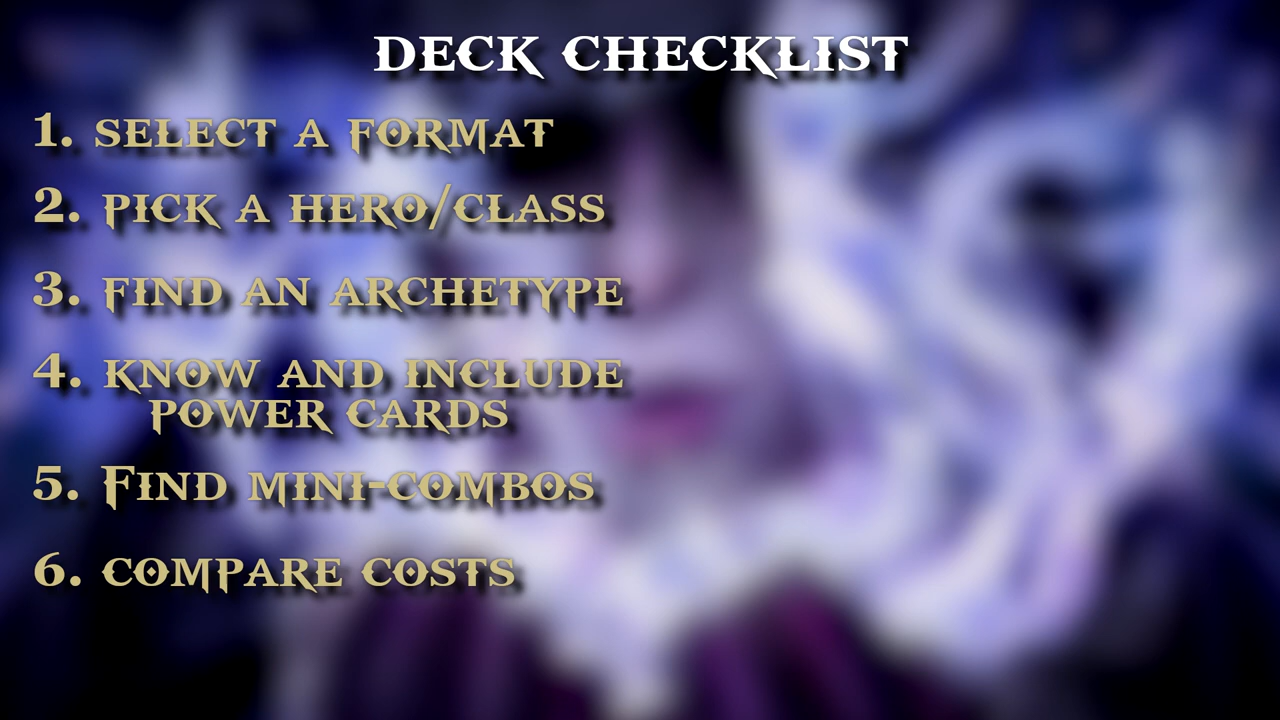 DECK CHECKLIST
1. SELECT A FORMAT
2. PICK A HERO/CLASS
3. FIND AN ARCHETYPE
4. KNOW AND INCLUDE
POWER CARDS
5. FIND MINI-COMBOS
6. COMPARE COSTS